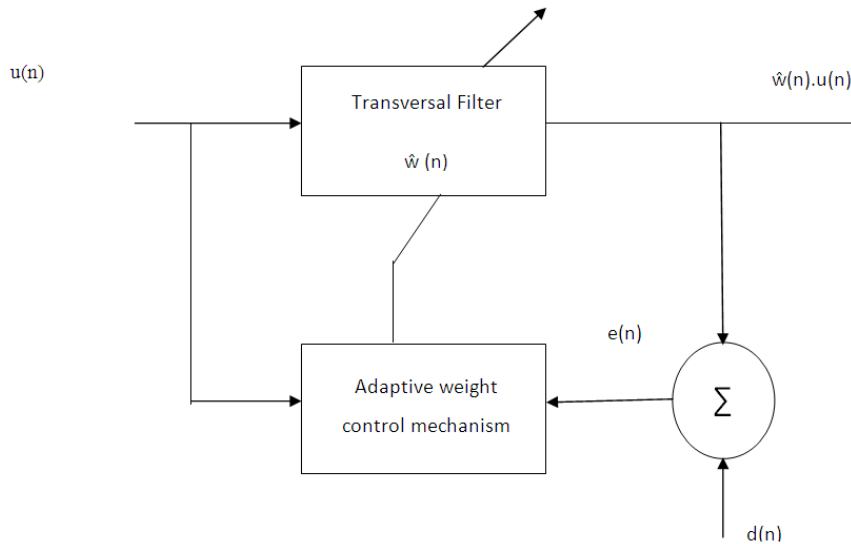 u(n)
ŵ(n).u(n)
Transversal Filter
ŵ (n)
e(n)
Adaptive weight
control mechanism
∑
d(n)